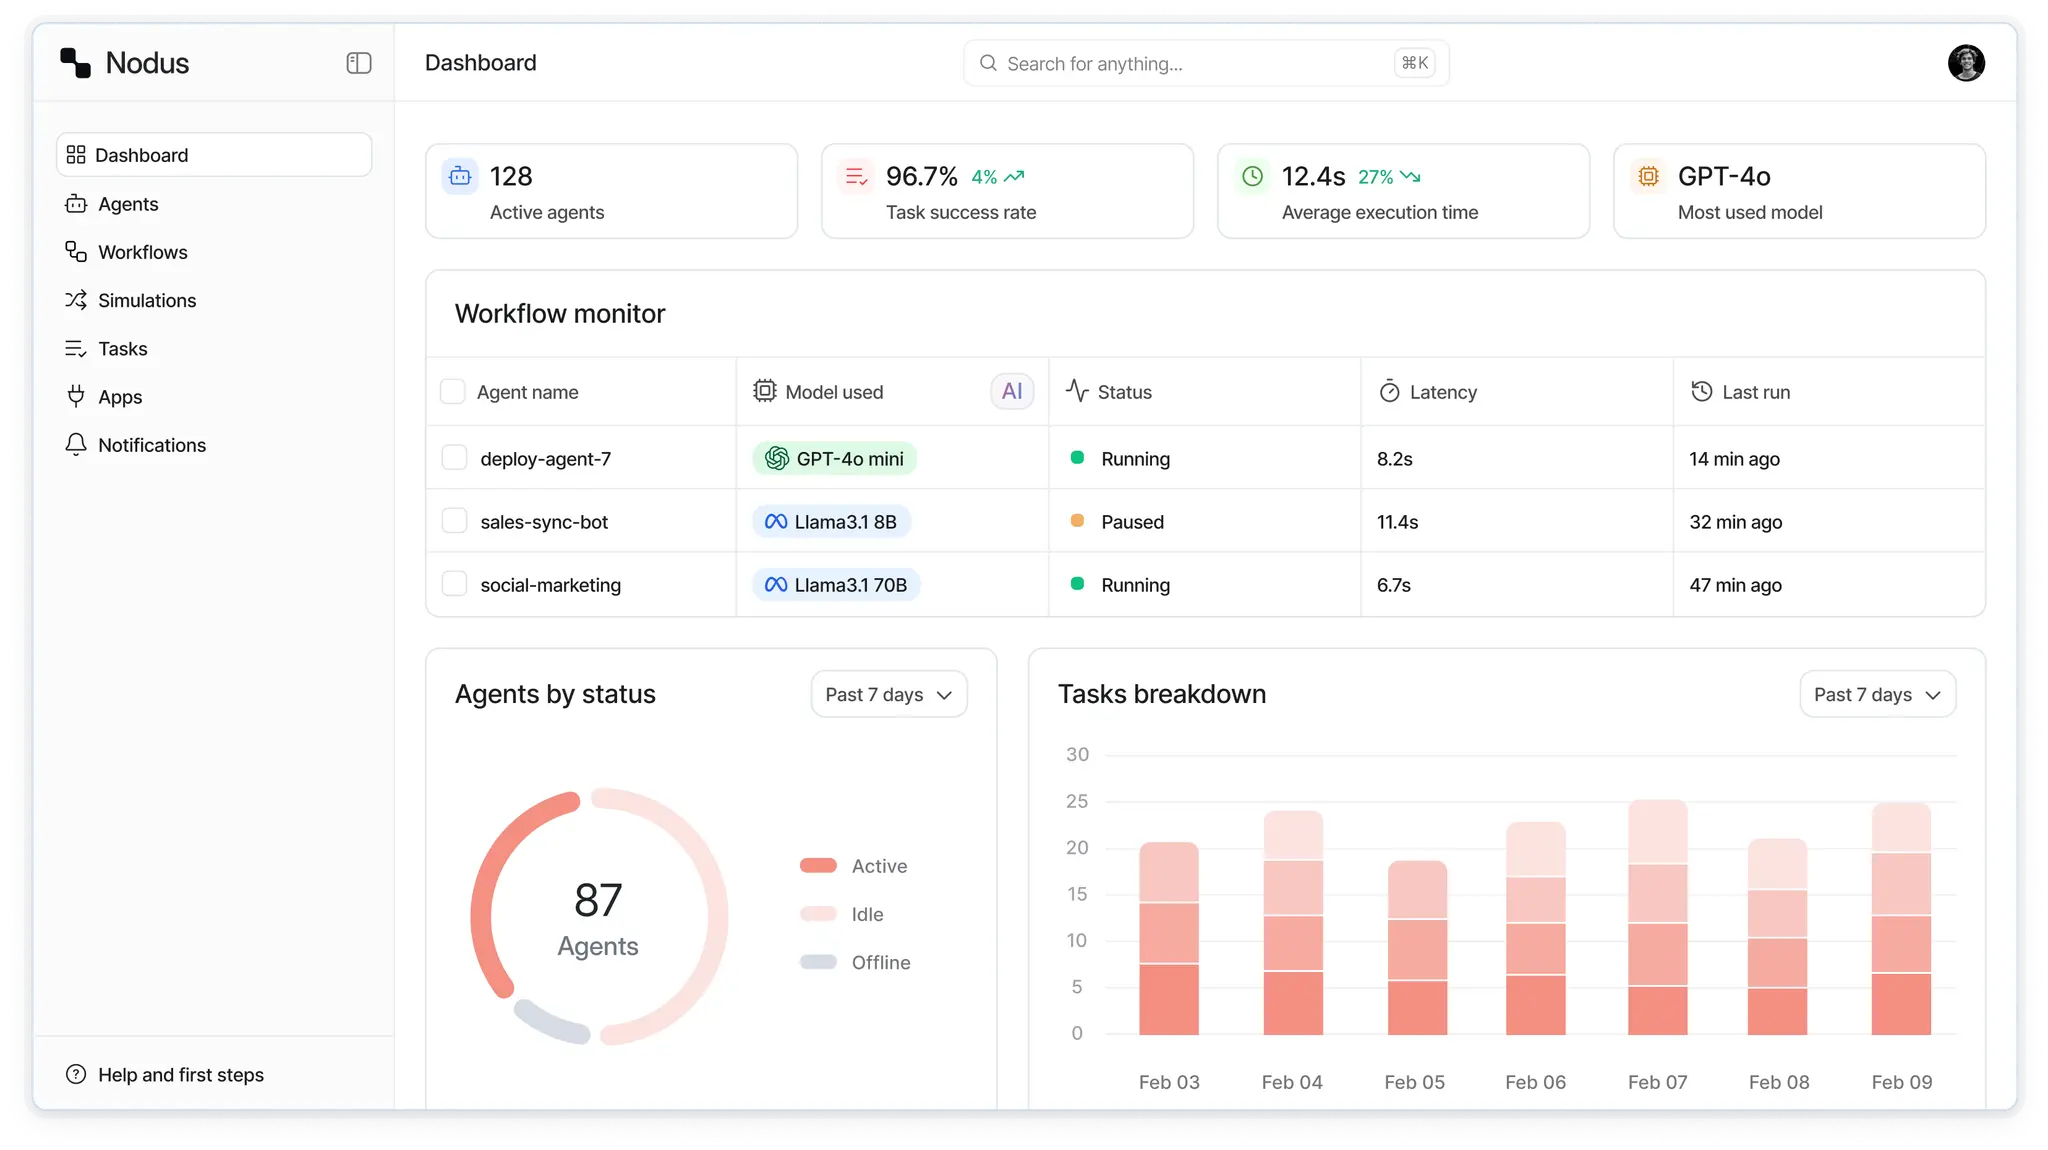 Nodus
Dashboard
Search for anything...
⌘K
Dashboard
Agents
Workflows
Simulations
Tasks
Apps
Notifications
Help and first steps
128
Active agents
96.7% 4%
Task success rate
12.4s 27%
Average execution time
GPT-4o
Most used model
Workflow monitor
Agent name Model used AI Status Latency Last run
deploy-agent-7 GPT-4o mini Running 8.2s 14 min ago
sales-sync-bot Llama3.1 8B Paused 11.4s 32 min ago
social-marketing Llama3.1 70B Running 6.7s 47 min ago
Agents by status
Past 7 days
87
Agents
Active
Idle
Offline
Tasks breakdown
Past 7 days
30
25
20
15
10
5
0
Feb 03 Feb 04 Feb 05 Feb 06 Feb 07 Feb 08 Feb 09